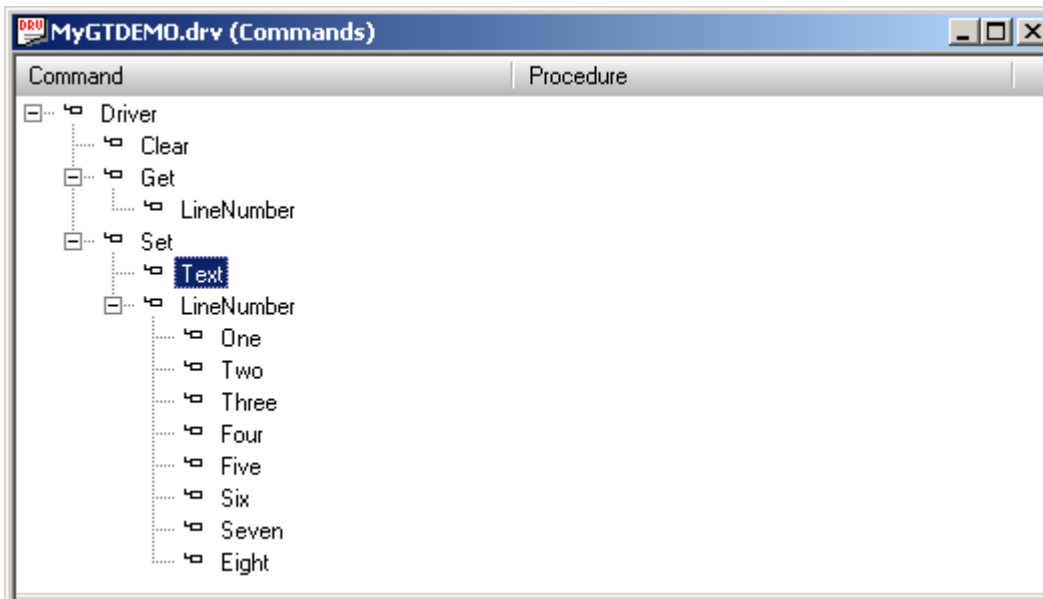 DRV MyGTDEMO.drv (Commands)
Command Procedure
Driver
Clear
Get
LineNumber
Set
Text
LineNumber
One
Two
Three
Four
Five
Six
Seven
Eight